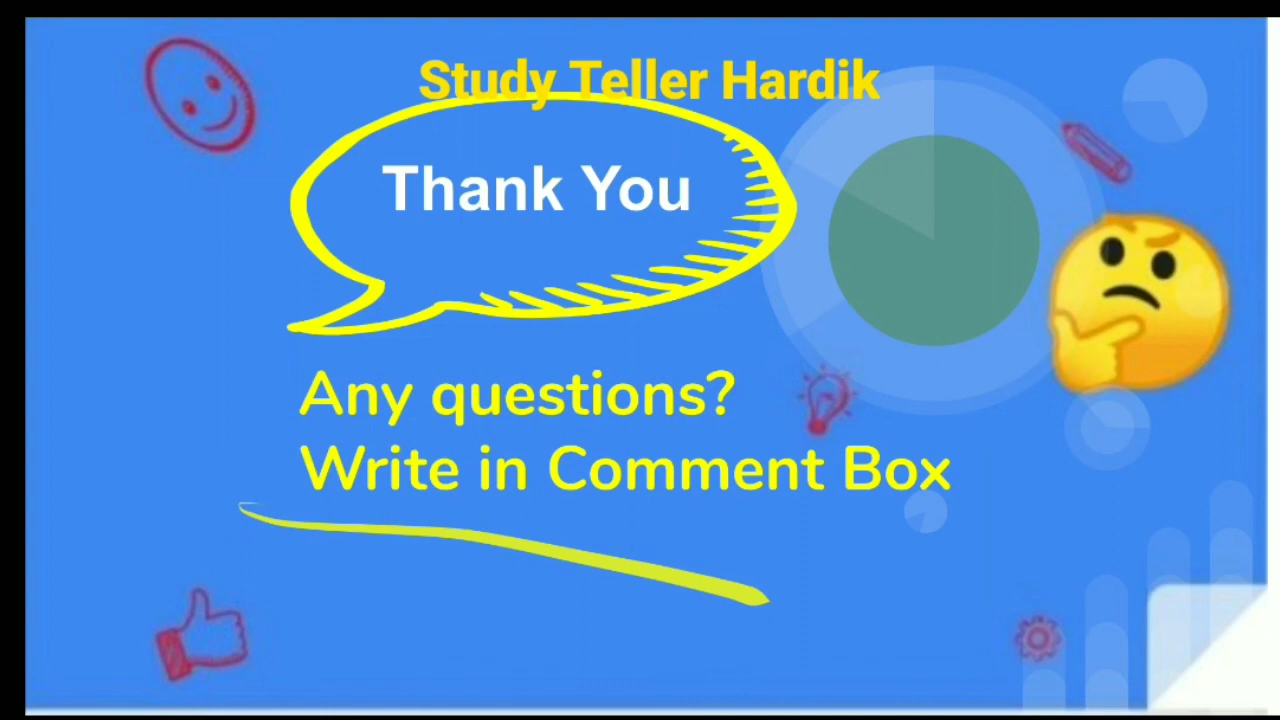 Study Teller Hardik
Thank You
Any questions?
Write in Comment Box